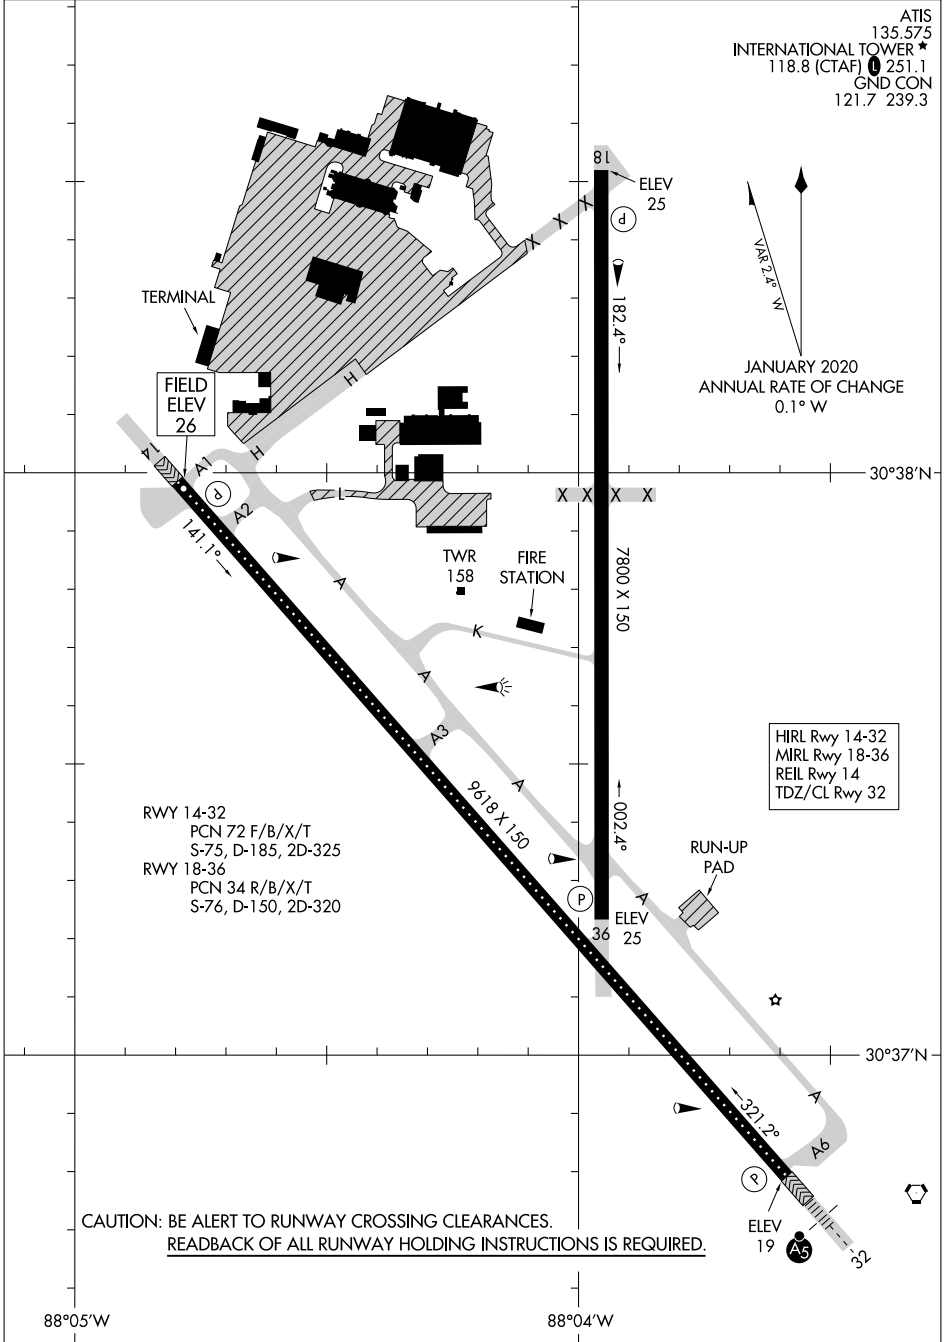 ATIS
135.575
INTERNATIONAL TOWER ★
118.8 (CTAF) L 251.1
GND CON
121.7 239.3
18
ELEV
25
P
X
X
X
182.4°
VAR 2.4° W
JANUARY 2020
ANNUAL RATE OF CHANGE
0.1° W
TERMINAL
FIELD
ELEV
26
H
H
14
A1
P
A2
141.1°
L
X X X X
30°38'N
TWR
158
FIRE
STATION
7800 X 150
A
K
A
A3
HIRL Rwy 14-32
MIRL Rwy 18-36
REIL Rwy 14
TDZ/CL Rwy 32
A
9618 X 150
002.4°
RWY 14-32
PCN 72 F/B/X/T
S-75, D-185, 2D-325
RWY 18-36
PCN 34 R/B/X/T
S-76, D-150, 2D-320
RUN-UP
PAD
P
A
36
ELEV
25
30°37'N
321.2°
A
A6
P
ELEV
19
A5
32
CAUTION: BE ALERT TO RUNWAY CROSSING CLEARANCES.
READBACK OF ALL RUNWAY HOLDING INSTRUCTIONS IS REQUIRED.
88°05'W
88°04'W